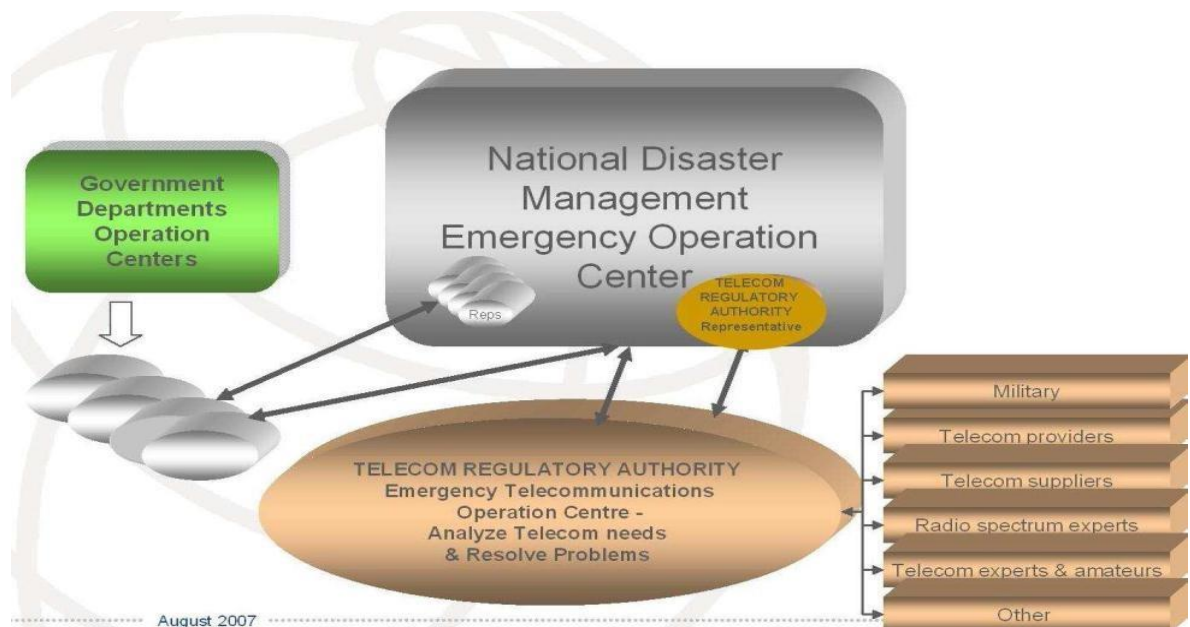 Government
Departments
Operation
Centers
National Disaster
Management
Emergency Operation
Center
Reps
TELECOM
REGULATORY
AUTHORITY
Representative
TELECOM REGULATORY AUTHORITY
Emergency Telecommunications
Operation Centre -
Analyze Telecom needs
& Resolve Problems
Military
Telecom providers
Telecom suppliers
Radio spectrum experts
Telecom experts & amateurs
Other
August 2007